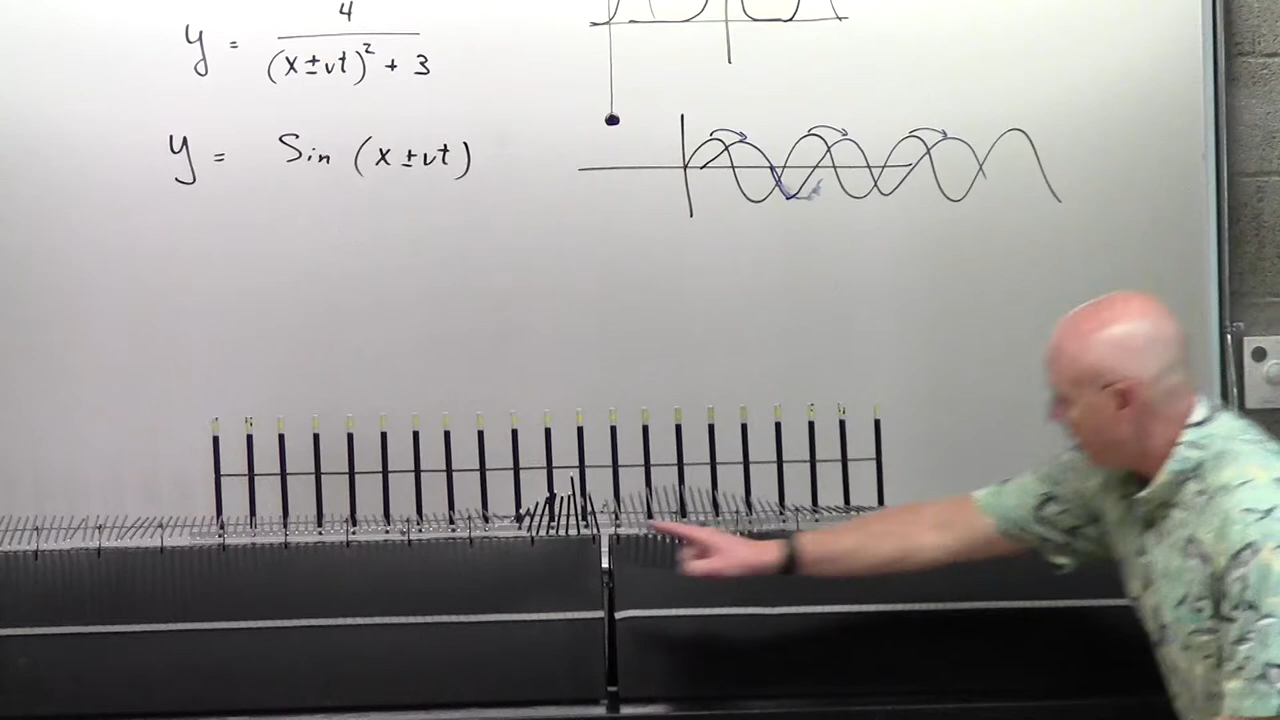 y = 4 / ((x ± vt)² + 3)
y = Sin (x ± vt)